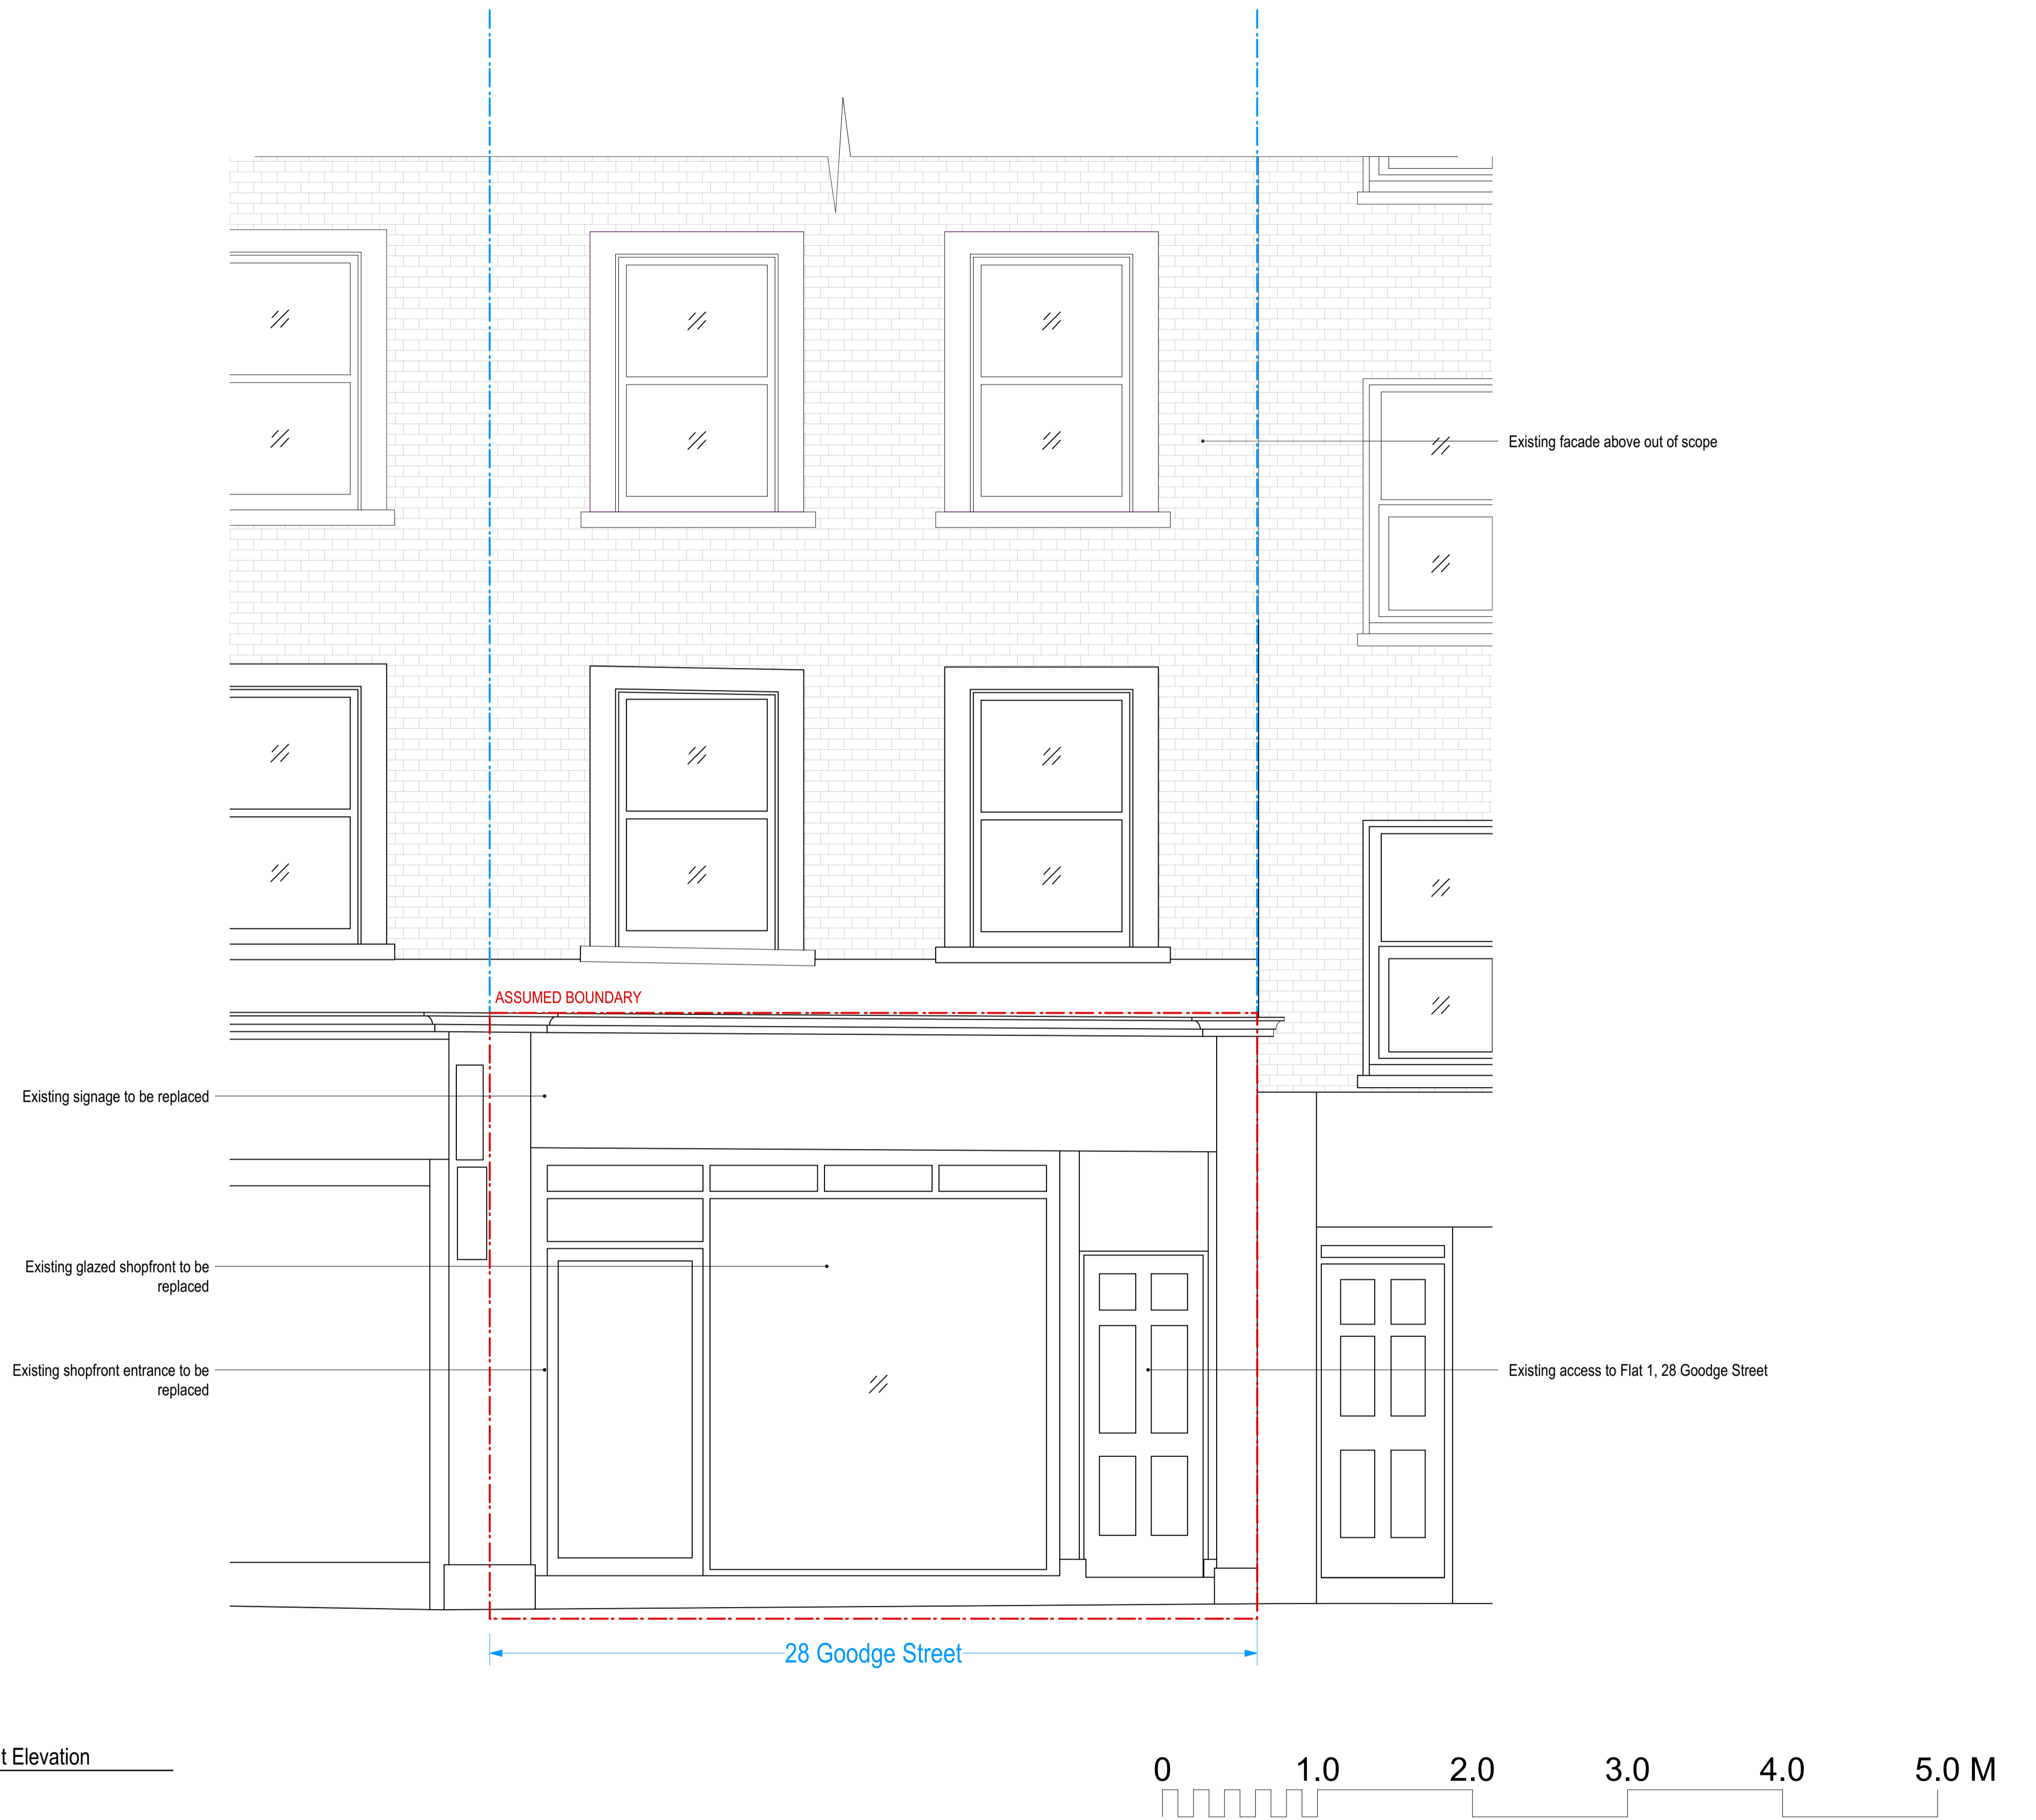 Existing facade above out of scope
ASSUMED BOUNDARY
Existing signage to be replaced
Existing glazed shopfront to be
replaced
Existing shopfront entrance to be
replaced
Existing access to Flat 1, 28 Goodge Street
28 Goodge Street
t Elevation
0 1.0 2.0 3.0 4.0 5.0 M